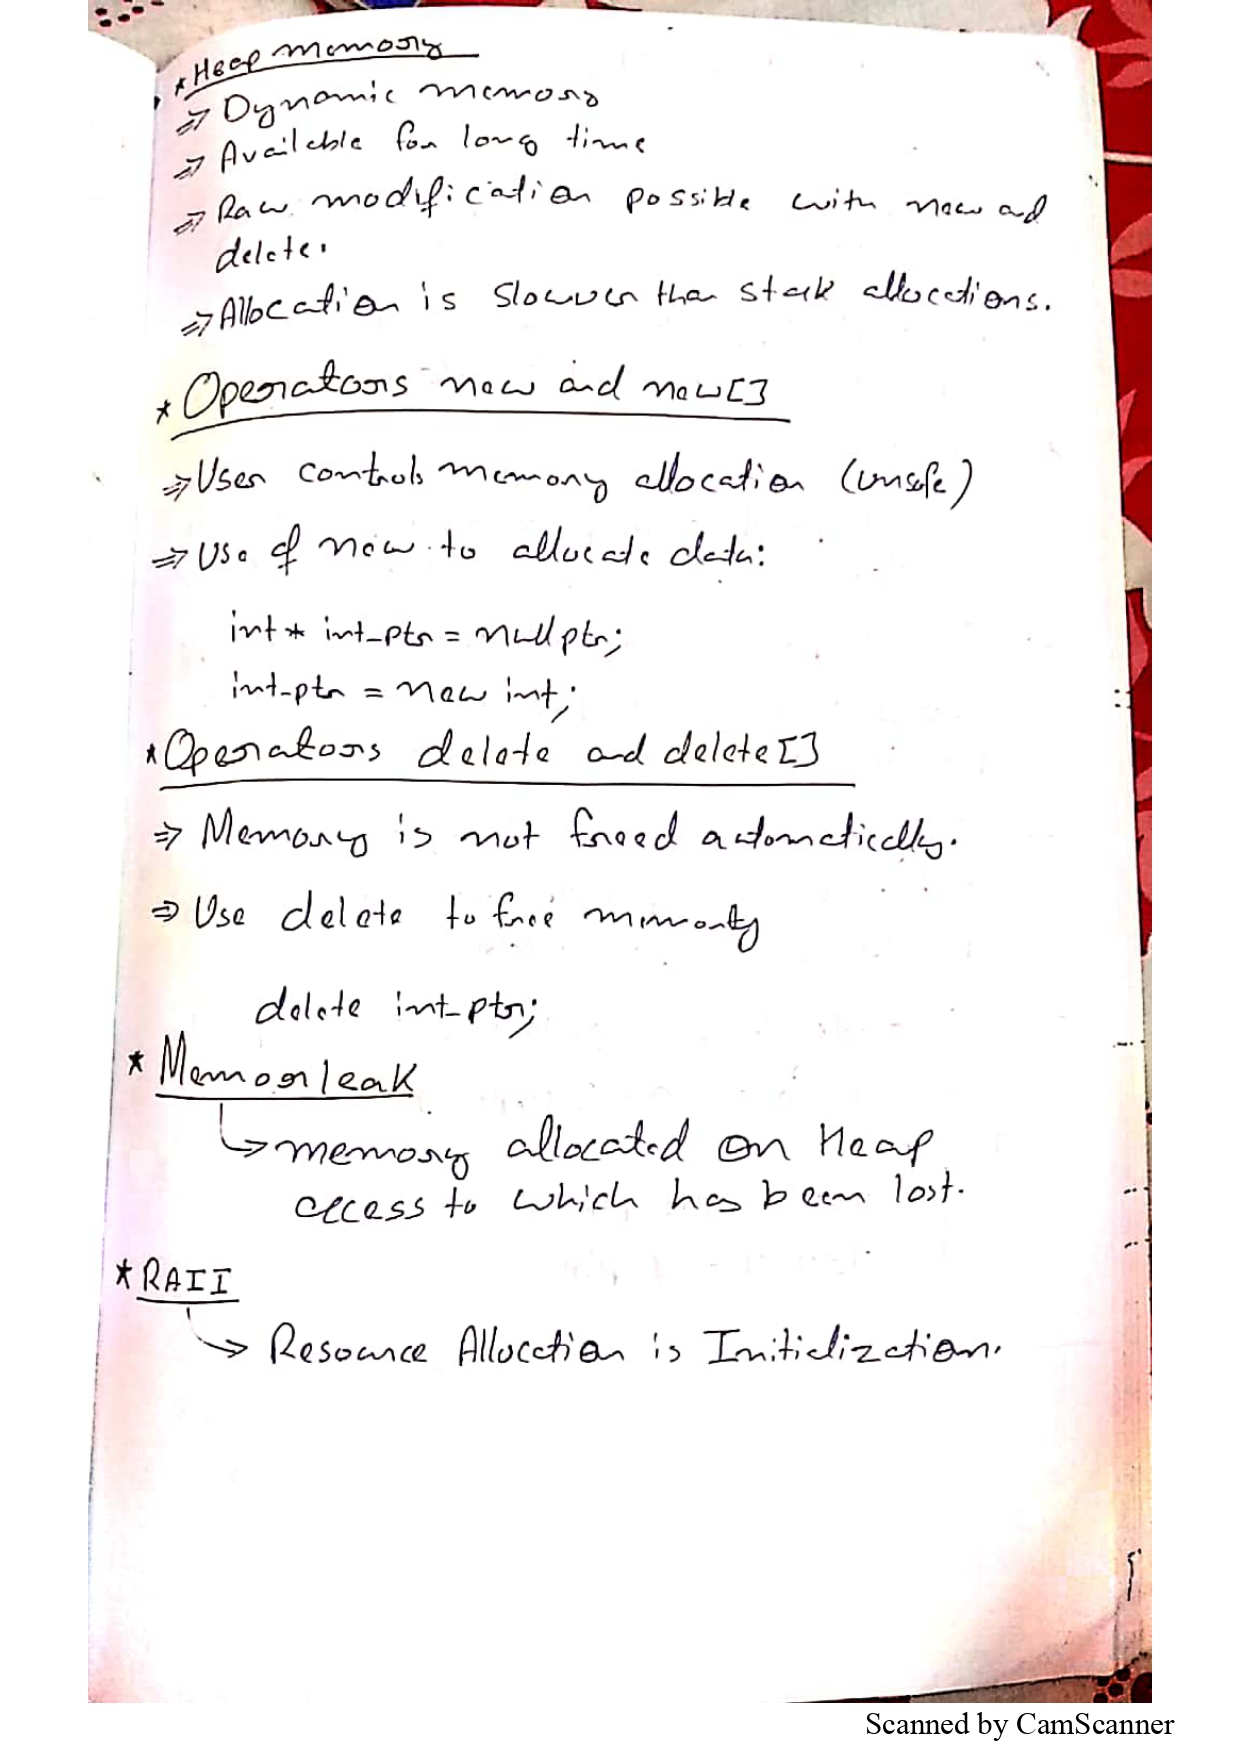 * Heap memory
⇒ Dynamic memory
⇒ Available for long time
⇒ Raw modification possible with new and
delete.
⇒ Allocation is slower than stack allocations.
* Operators new and new[]
⇒ User controls memory allocation (unsafe)
⇒ Use of new to allocate data:
int * int_ptr = nullptr;
int_ptr = new int;
* Operators delete and delete[]
⇒ Memory is not freed automatically.
⇒ Use delete to free mimorty
delete int_ptr;
* Memor leak
↳ memory allocated on Heap
access to which has been lost.
* RAII
↳ Resource Allocation is Initialization.
Scanned by CamScanner